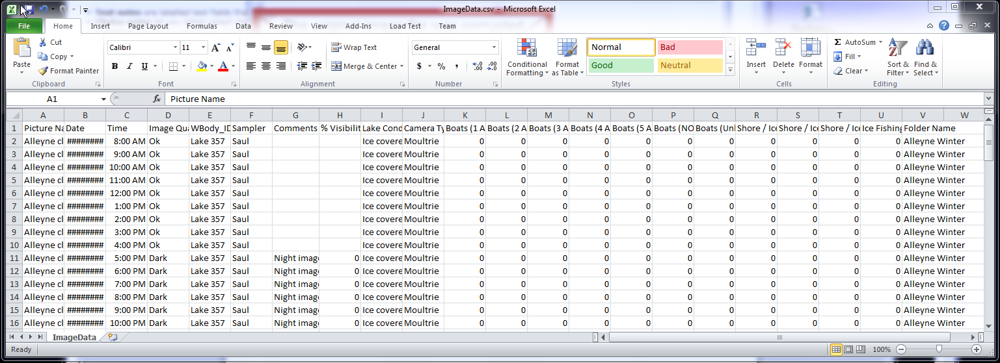 ImageData.csv - Microsoft Excel
File Home Insert Page Layout Formulas Data Review View Add-Ins Load Test Team
Cut
Copy
Format Painter
Paste
Clipboard
Calibri 11
B I U
Font
Wrap Text
Merge & Center
Alignment
General
$ % ,
Number
Conditional Formatting
Format as Table
Normal Bad
Good Neutral
Styles
Insert Delete Format
Cells
AutoSum
Fill
Clear
Sort & Filter
Find & Select
Editing
A1 fx Picture Name
A B C D E F G H I J K L M N O P Q R S T U V W
1 Picture Na Date Time Image Qua WBody_ID Sampler Comments % Visibilit Lake Cond Camera Ty Boats (1 A Boats (2 A Boats (3 A Boats (4 A Boats (5 A Boats (NO Boats (Unl Shore / Ice Shore / Ice Shore / Ice Ice Fishing Folder Name
2 Alleyne cl ######## 8:00 AM Ok Lake 357 Saul Ice covere Moultrie 0 0 0 0 0 0 0 0 0 0 0 Alleyne Winter
3 Alleyne cl ######## 9:00 AM Ok Lake 357 Saul Ice covere Moultrie 0 0 0 0 0 0 0 0 0 0 0 Alleyne Winter
4 Alleyne cl ######## 10:00 AM Ok Lake 357 Saul Ice covere Moultrie 0 0 0 0 0 0 0 0 0 0 0 Alleyne Winter
5 Alleyne cl ######## 11:00 AM Ok Lake 357 Saul Ice covere Moultrie 0 0 0 0 0 0 0 0 0 0 0 Alleyne Winter
6 Alleyne cl ######## 12:00 PM Ok Lake 357 Saul Ice covere Moultrie 0 0 0 0 0 0 0 0 0 0 0 Alleyne Winter
7 Alleyne cl ######## 1:00 PM Ok Lake 357 Saul Ice covere Moultrie 0 0 0 0 0 0 0 0 0 0 0 Alleyne Winter
8 Alleyne cl ######## 2:00 PM Ok Lake 357 Saul Ice covere Moultrie 0 0 0 0 0 0 0 0 0 0 0 Alleyne Winter
9 Alleyne cl ######## 3:00 PM Ok Lake 357 Saul Ice covere Moultrie 0 0 0 0 0 0 0 0 0 0 0 Alleyne Winter
10 Alleyne cl ######## 4:00 PM Ok Lake 357 Saul Ice covere Moultrie 0 0 0 0 0 0 0 0 0 0 0 Alleyne Winter
11 Alleyne cl ######## 5:00 PM Dark Lake 357 Saul Night image 0 Ice covere Moultrie 0 0 0 0 0 0 0 0 0 0 0 Alleyne Winter
12 Alleyne cl ######## 6:00 PM Dark Lake 357 Saul Night image 0 Ice covere Moultrie 0 0 0 0 0 0 0 0 0 0 0 Alleyne Winter
13 Alleyne cl ######## 7:00 PM Dark Lake 357 Saul Night image 0 Ice covere Moultrie 0 0 0 0 0 0 0 0 0 0 0 Alleyne Winter
14 Alleyne cl ######## 8:00 PM Dark Lake 357 Saul Night image 0 Ice covere Moultrie 0 0 0 0 0 0 0 0 0 0 0 Alleyne Winter
15 Alleyne cl ######## 9:00 PM Dark Lake 357 Saul Night image 0 Ice covere Moultrie 0 0 0 0 0 0 0 0 0 0 0 Alleyne Winter
16 Alleyne cl ######## 10:00 PM Dark Lake 357 Saul Night image 0 Ice covere Moultrie 0 0 0 0 0 0 0 0 0 0 0 Alleyne Winter
ImageData
Ready 100%